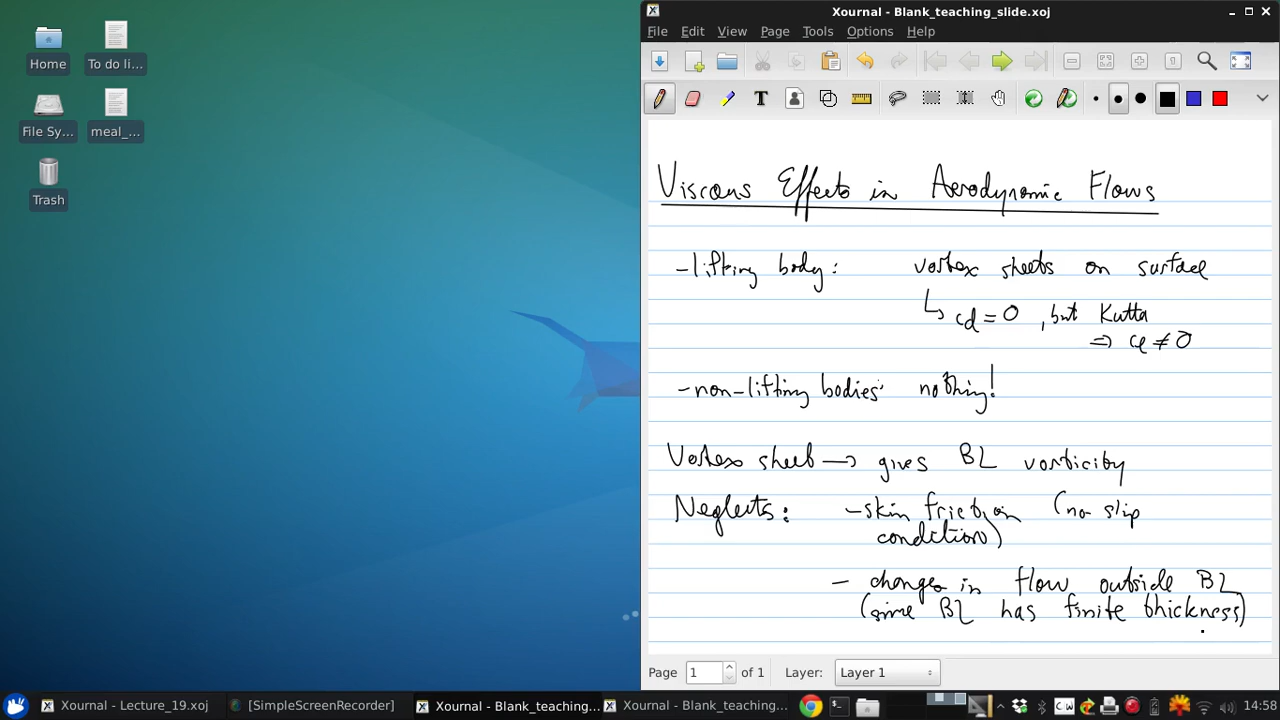 Xournal - Blank_teaching_slide.xoj
File Edit View Page Tools Options Help
Home
To do li...
File Sy...
meal_...
Trash
Viscous Effects in Aerodynamic Flows
-lifting body: vortex sheets on surface
↳ cd = 0, but Kutta
⇒ cl ≠ 0
-non-lifting bodies: nothing!
Vortex sheet → gives BL vorticity
Neglects: -skin friction (no slip
condition)
- changes in flow outside BL
(since BL has finite thickness)
Page 1 of 1 Layer: Layer 1
Xournal - Lecture_19.xoj
[SimpleScreenRecorder]
Xournal - Blank_teaching...
Xournal - Blank_teaching...
14:58